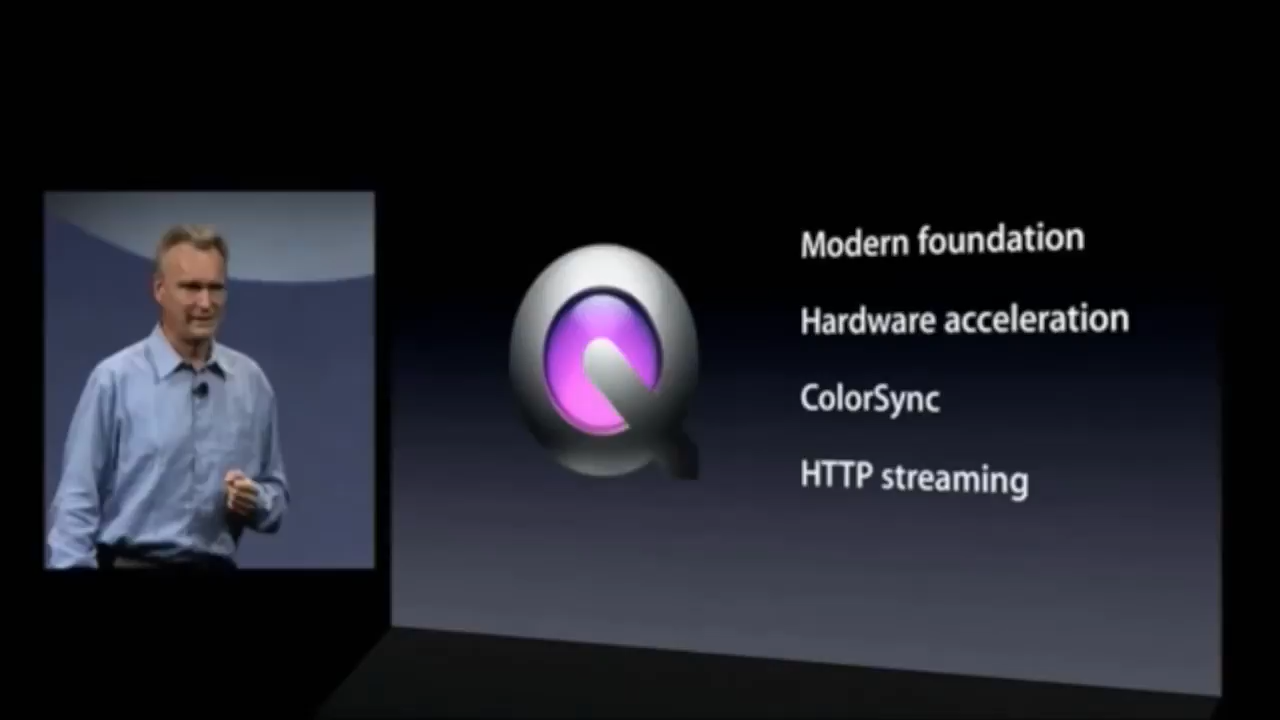 Modern foundation
Hardware acceleration
ColorSync
HTTP streaming